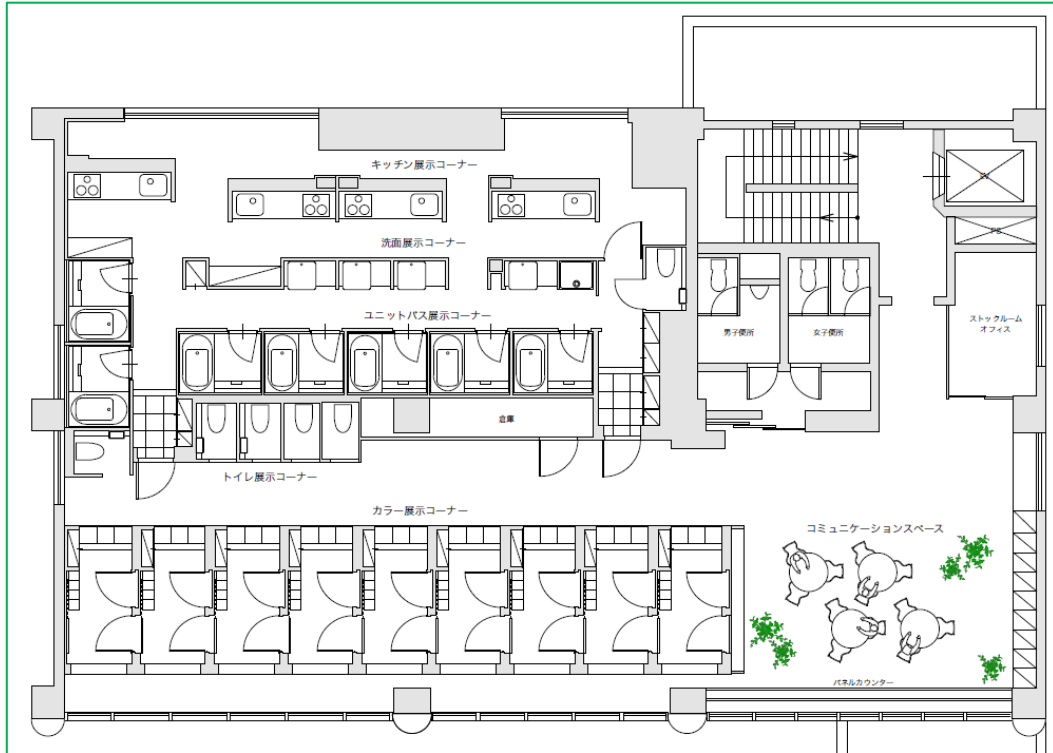 キッチン展示コーナー
EV
洗面展示コーナー
PS
ユニットバス展示コーナー
男子便所
女子便所
ストックルーム
オフィス
倉庫
トイレ展示コーナー
カラー展示コーナー
コミュニケーションスペース
パネルカウンター